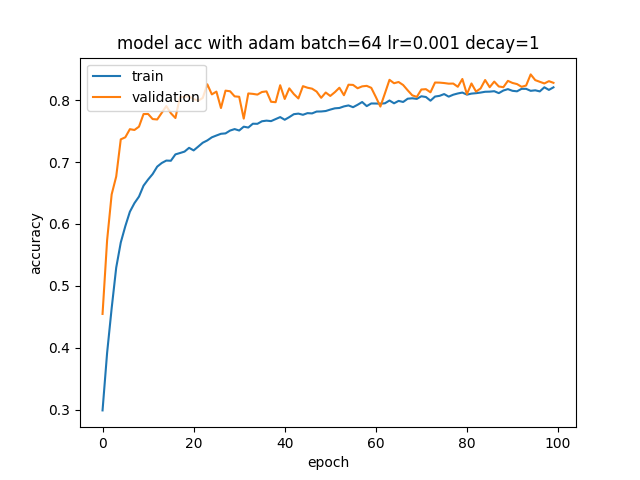 model acc with adam batch=64 lr=0.001 decay=1
train
validation
accuracy
0.8
0.7
0.6
0.5
0.4
0.3
0 20 40 60 80 100
epoch